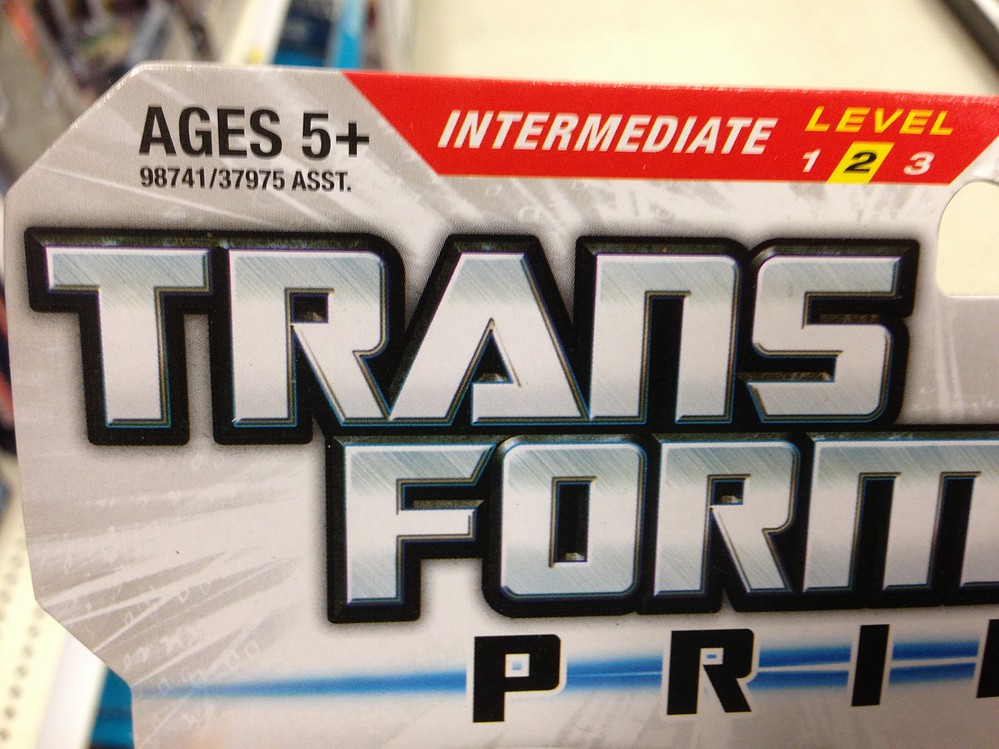 AGES 5+
98741/37975 ASST.
INTERMEDIATE
LEVEL
1 2 3
TRANS
FORM
PRI